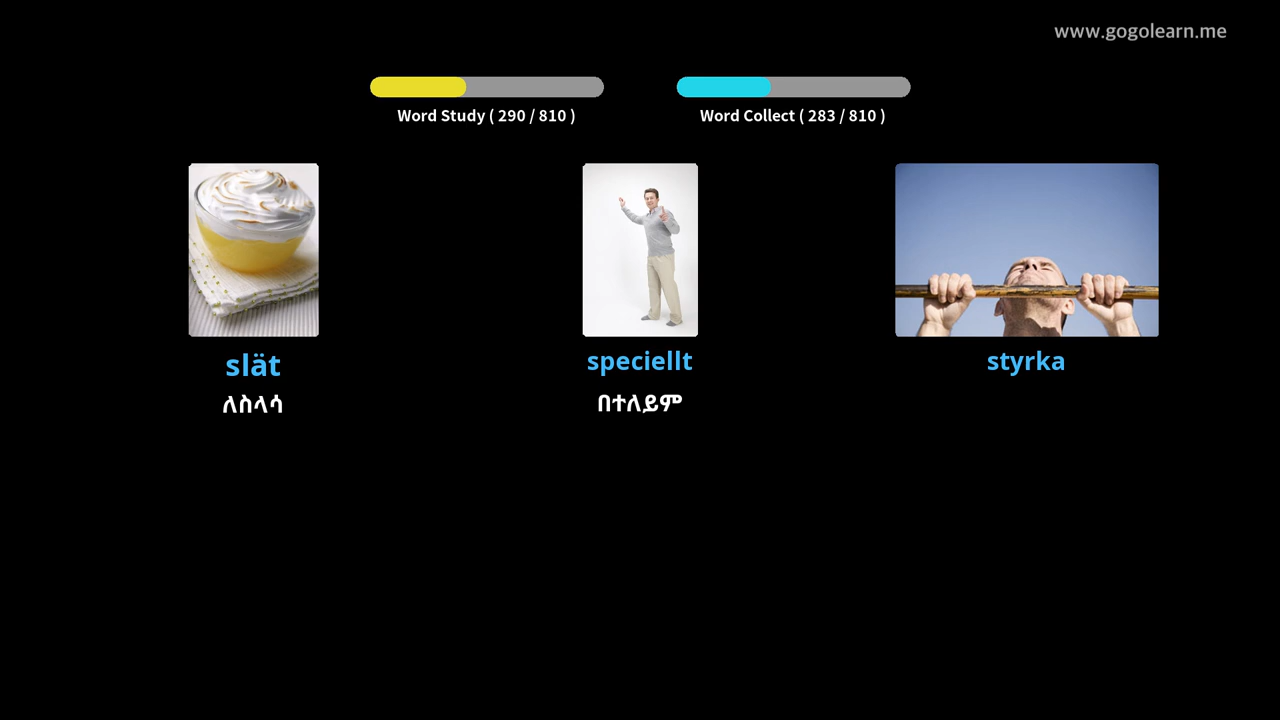 www.gogolearn.me
Word Study ( 290 / 810 )
Word Collect ( 283 / 810 )
slät
speciellt
styrka
ለስላሳ
በተለይም